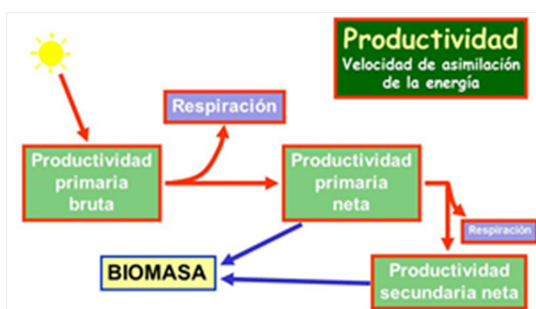 Productividad
Velocidad de asimilación
de la energía
Respiración
Productividad
primaria
bruta
Productividad
primaria
neta
Respiración
BIOMASA
Productividad
secundaria neta